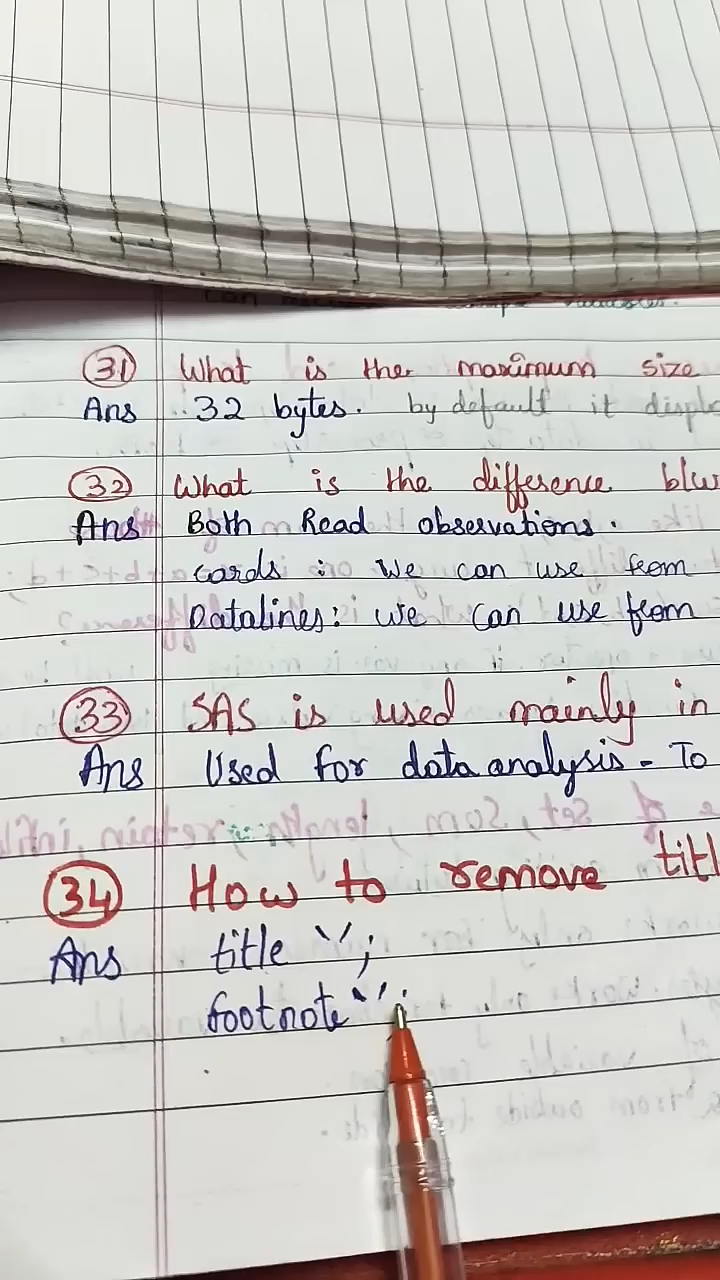 31 What is the maximum size
Ans 32 bytes. by default it displ
32 What is the difference b/w
Ans Both Read observations.
cards : We can use from
Datalines: we can use from
33 SAS is used mainly in
Ans Used for data analysis - To
34 How to remove titl
Ans title '';
footnote '';